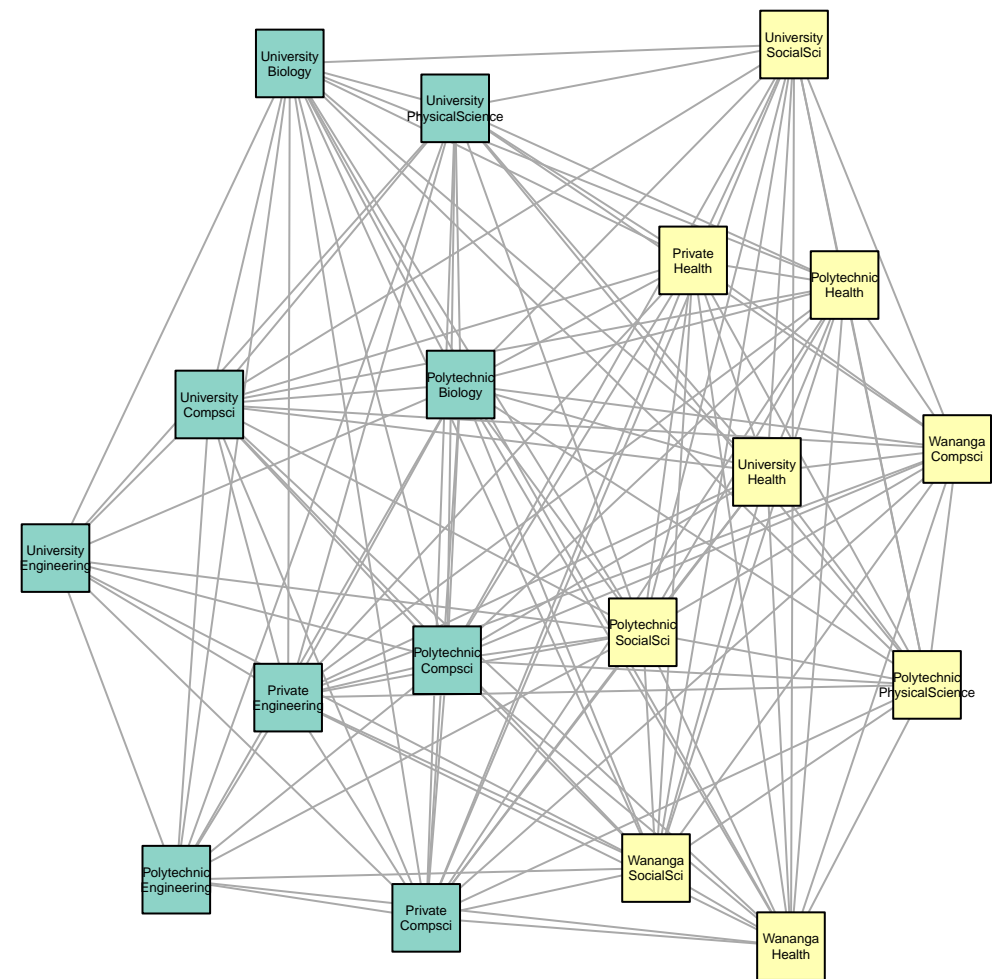 University
SocialSci
University
Biology
University
PhysicalScience
Private
Health
Polytechnic
Health
Polytechnic
Biology
University
Compsci
Wananga
Compsci
University
Health
University
Engineering
Polytechnic
SocialSci
Polytechnic
Compsci
Polytechnic
PhysicalScience
Private
Engineering
Wananga
SocialSci
Polytechnic
Engineering
Private
Compsci
Wananga
Health